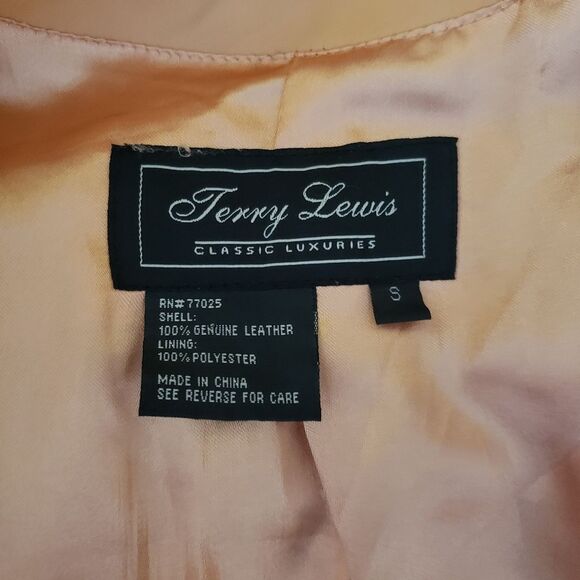 Terry Lewis
CLASSIC LUXURIES
S
RN#77025
SHELL:
100% GENUINE LEATHER
LINING:
100% POLYESTER
MADE IN CHINA
SEE REVERSE FOR CARE